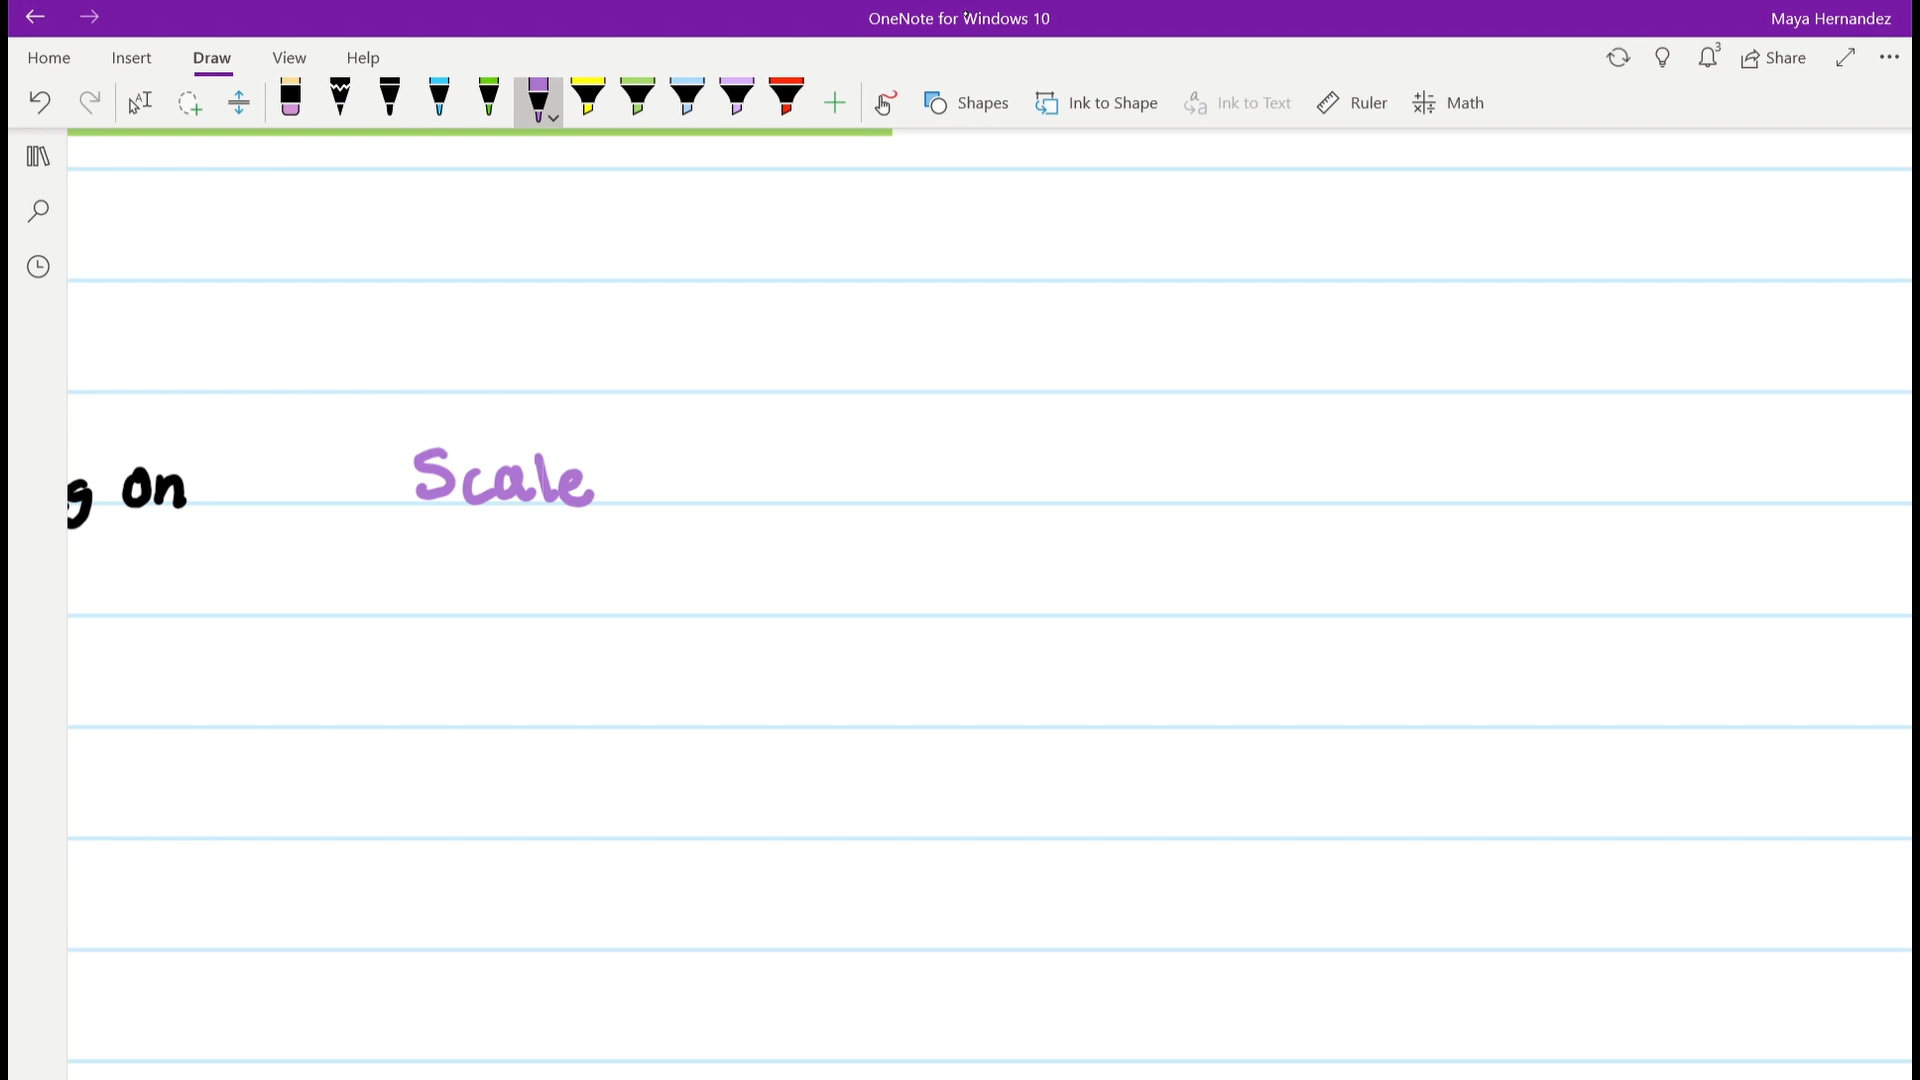 OneNote for Windows 10
Maya Hernandez
Home Insert Draw View Help
3 Share
Shapes Ink to Shape Ink to Text Ruler Math
g on Scale